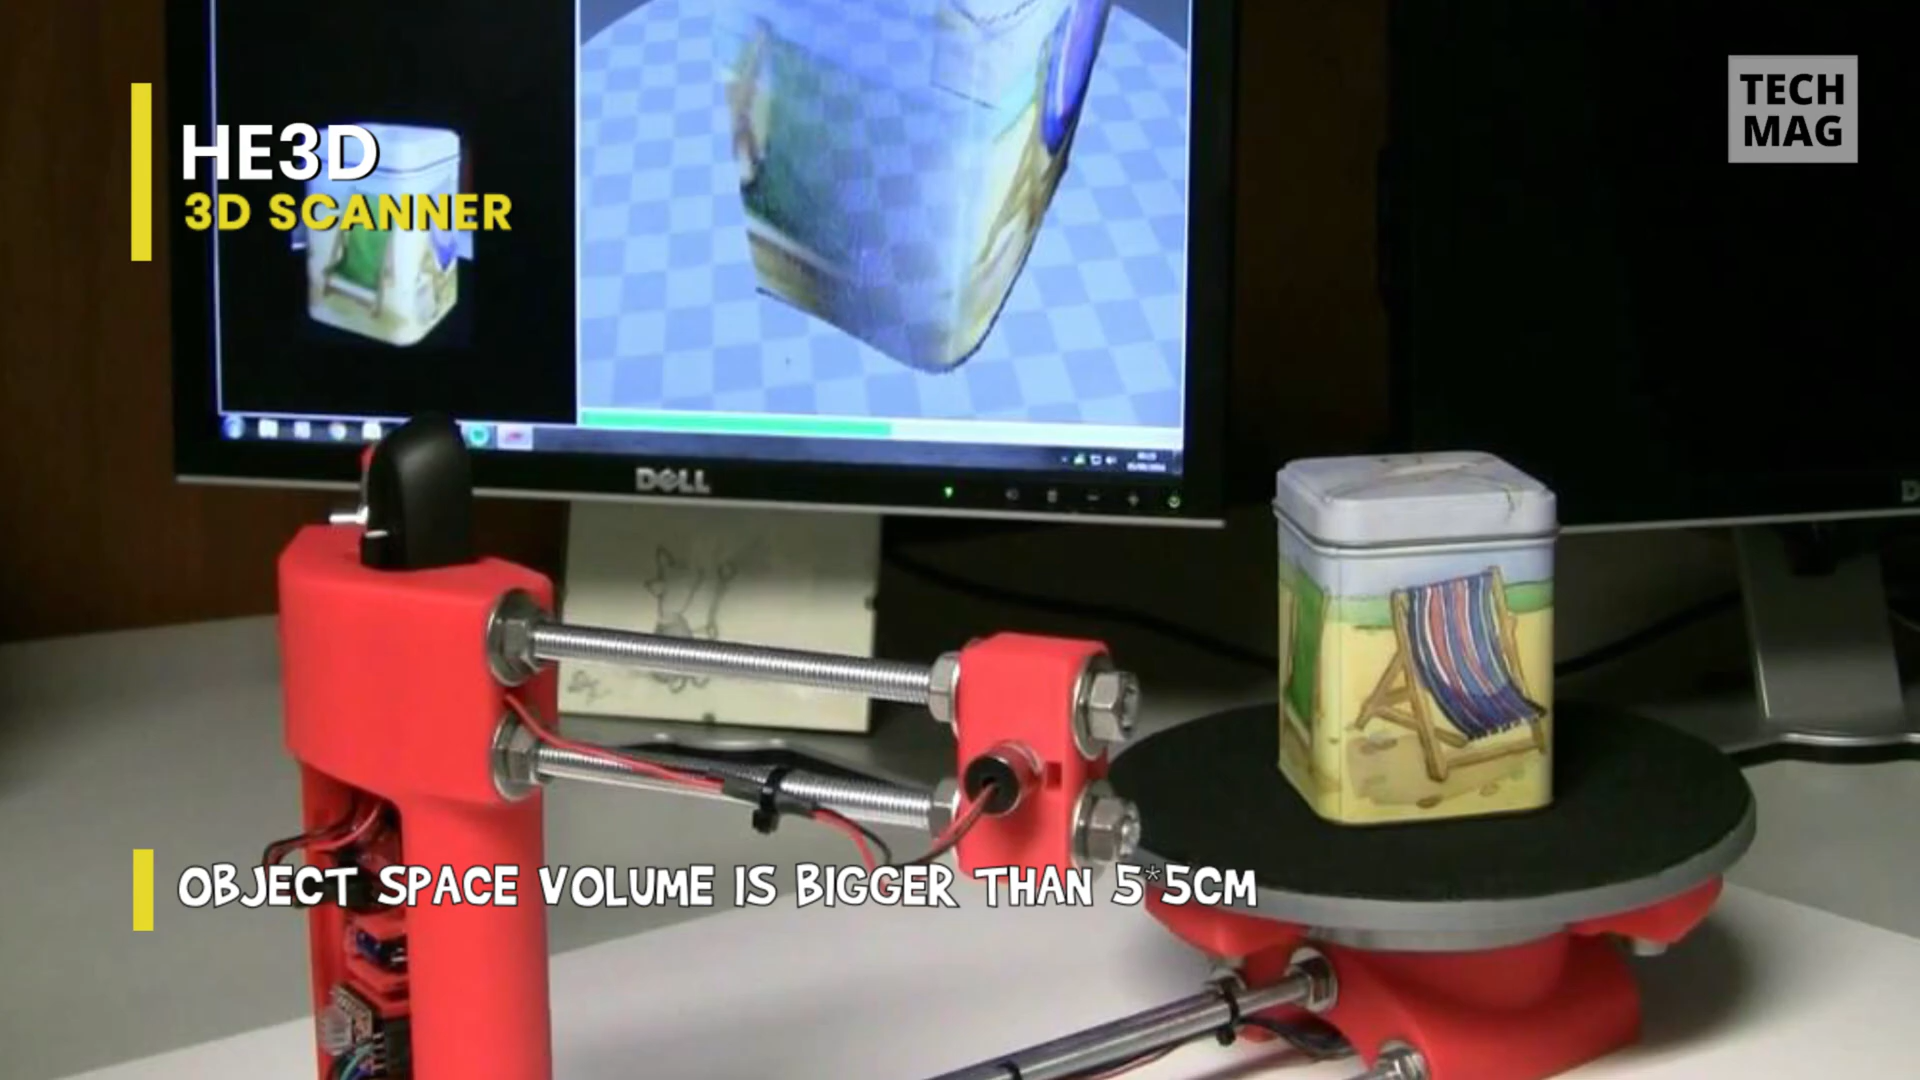 HE3D
3D SCANNER
TECH
MAG
DELL
OBJECT SPACE VOLUME IS BIGGER THAN 5*5CM